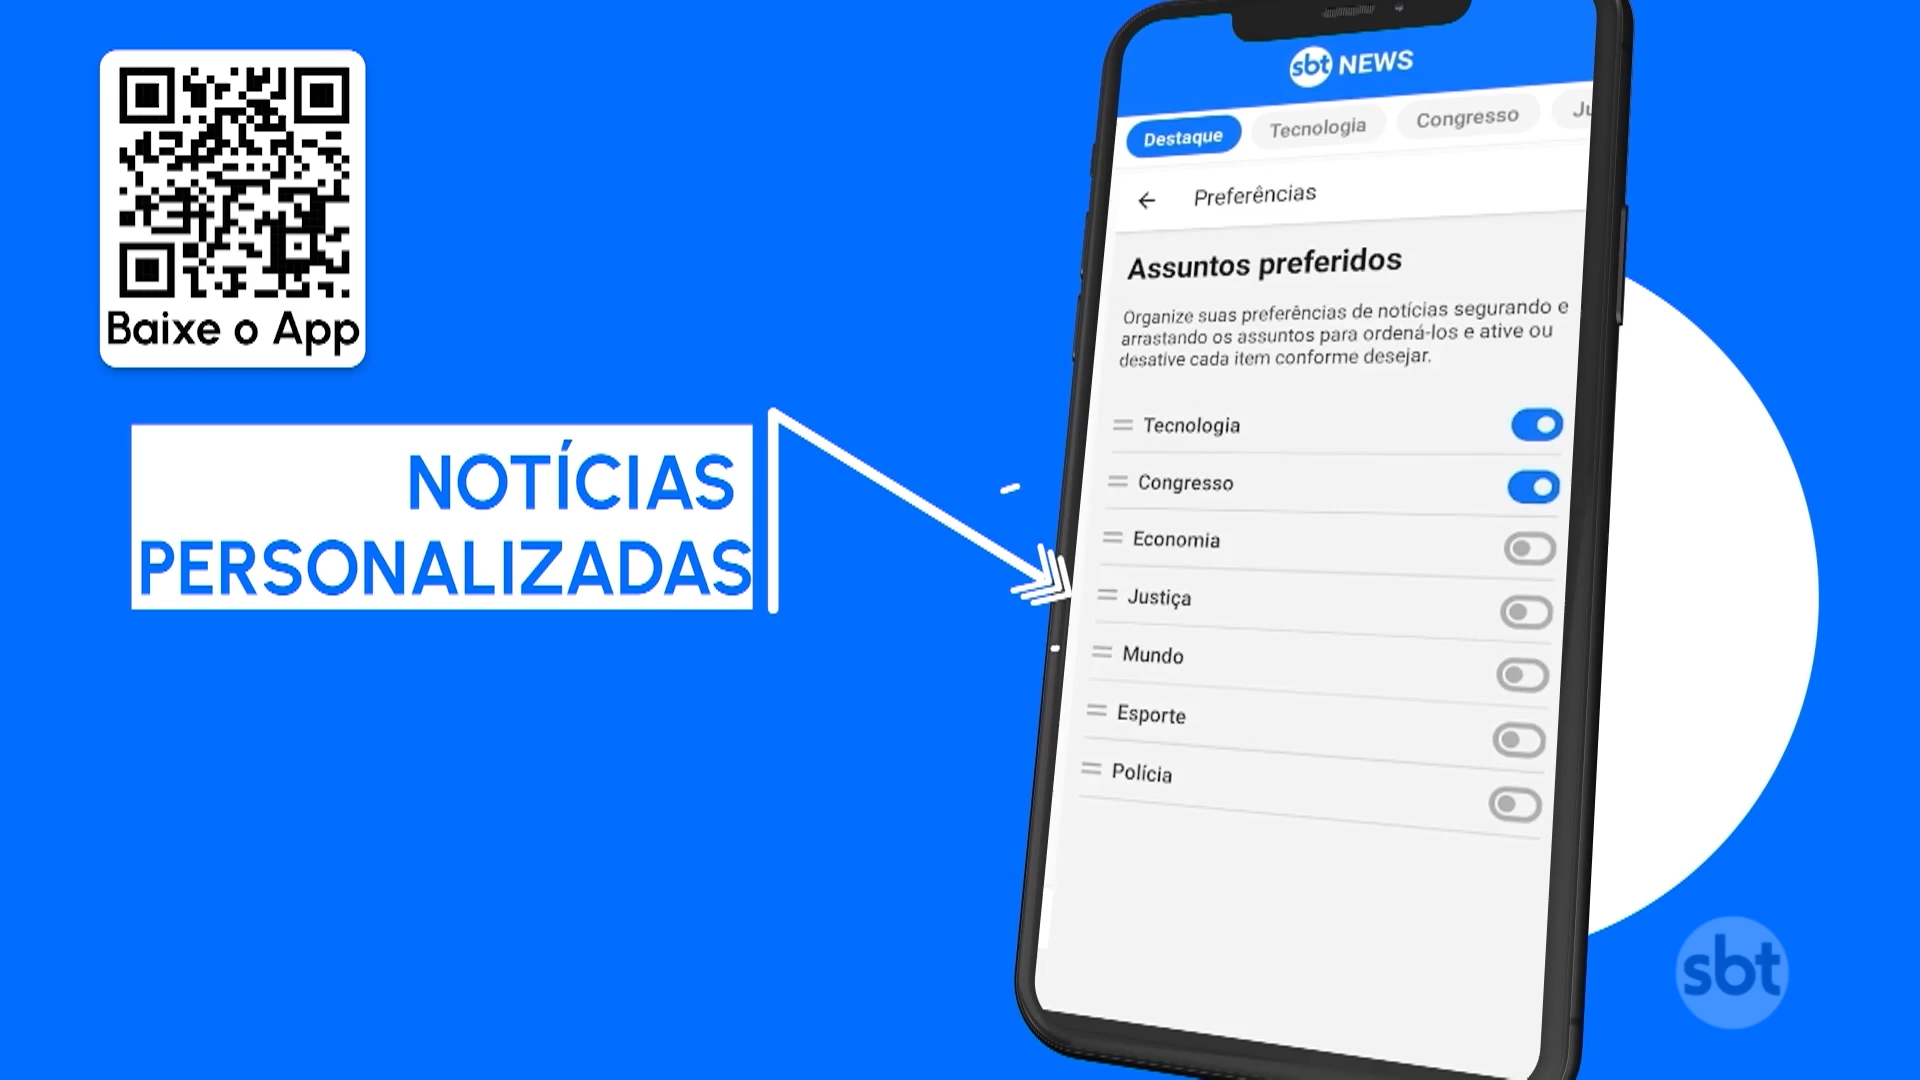 Baixe o App
NOTÍCIAS
PERSONALIZADAS
sbt NEWS
Destaque
Tecnologia
Congresso
Ju
Preferências
Assuntos preferidos
Organize suas preferências de notícias segurando e
arrastando os assuntos para ordená-los e ative ou
desative cada item conforme desejar.
Tecnologia
Congresso
Economia
Justiça
Mundo
Esporte
Polícia
sbt